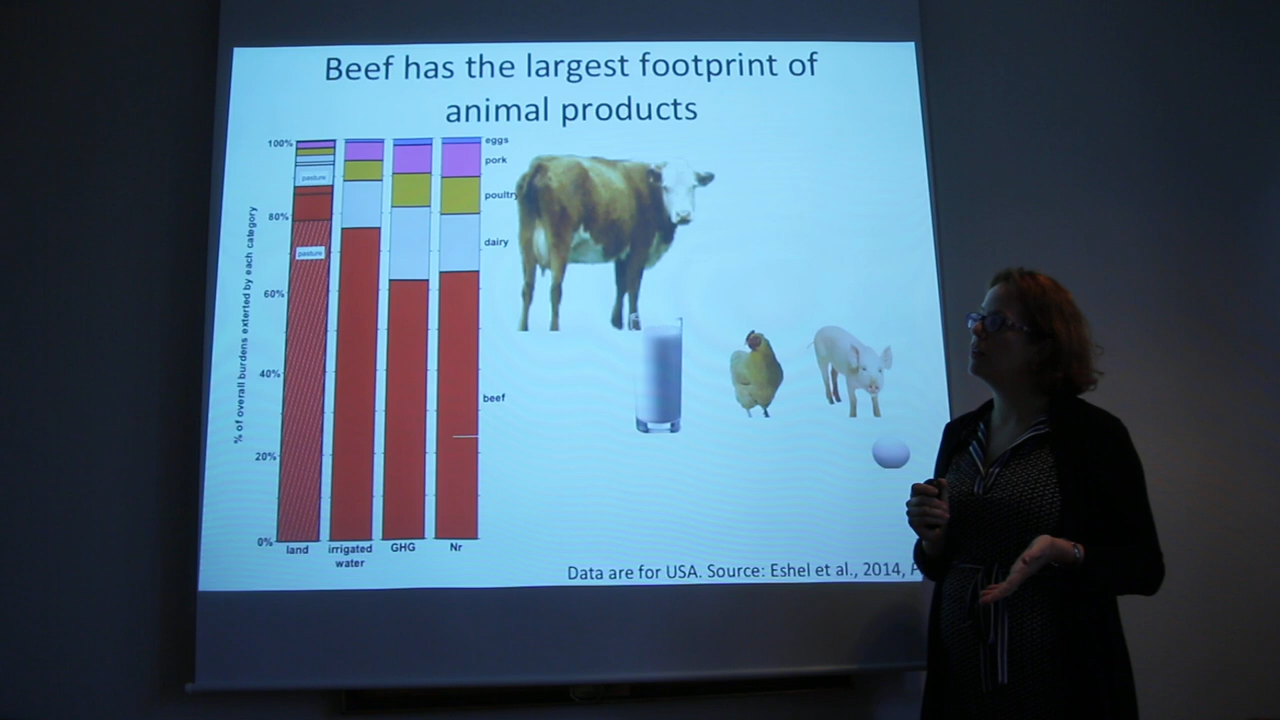 Beef has the largest footprint of
animal products
% of overall burdens exterted by each category
100%
80%
60%
40%
20%
0%
pasture
pasture
eggs
pork
poultry
dairy
beef
land
irrigated
water
GHG
Nr
Data are for USA. Source: Eshel et al., 2014, P